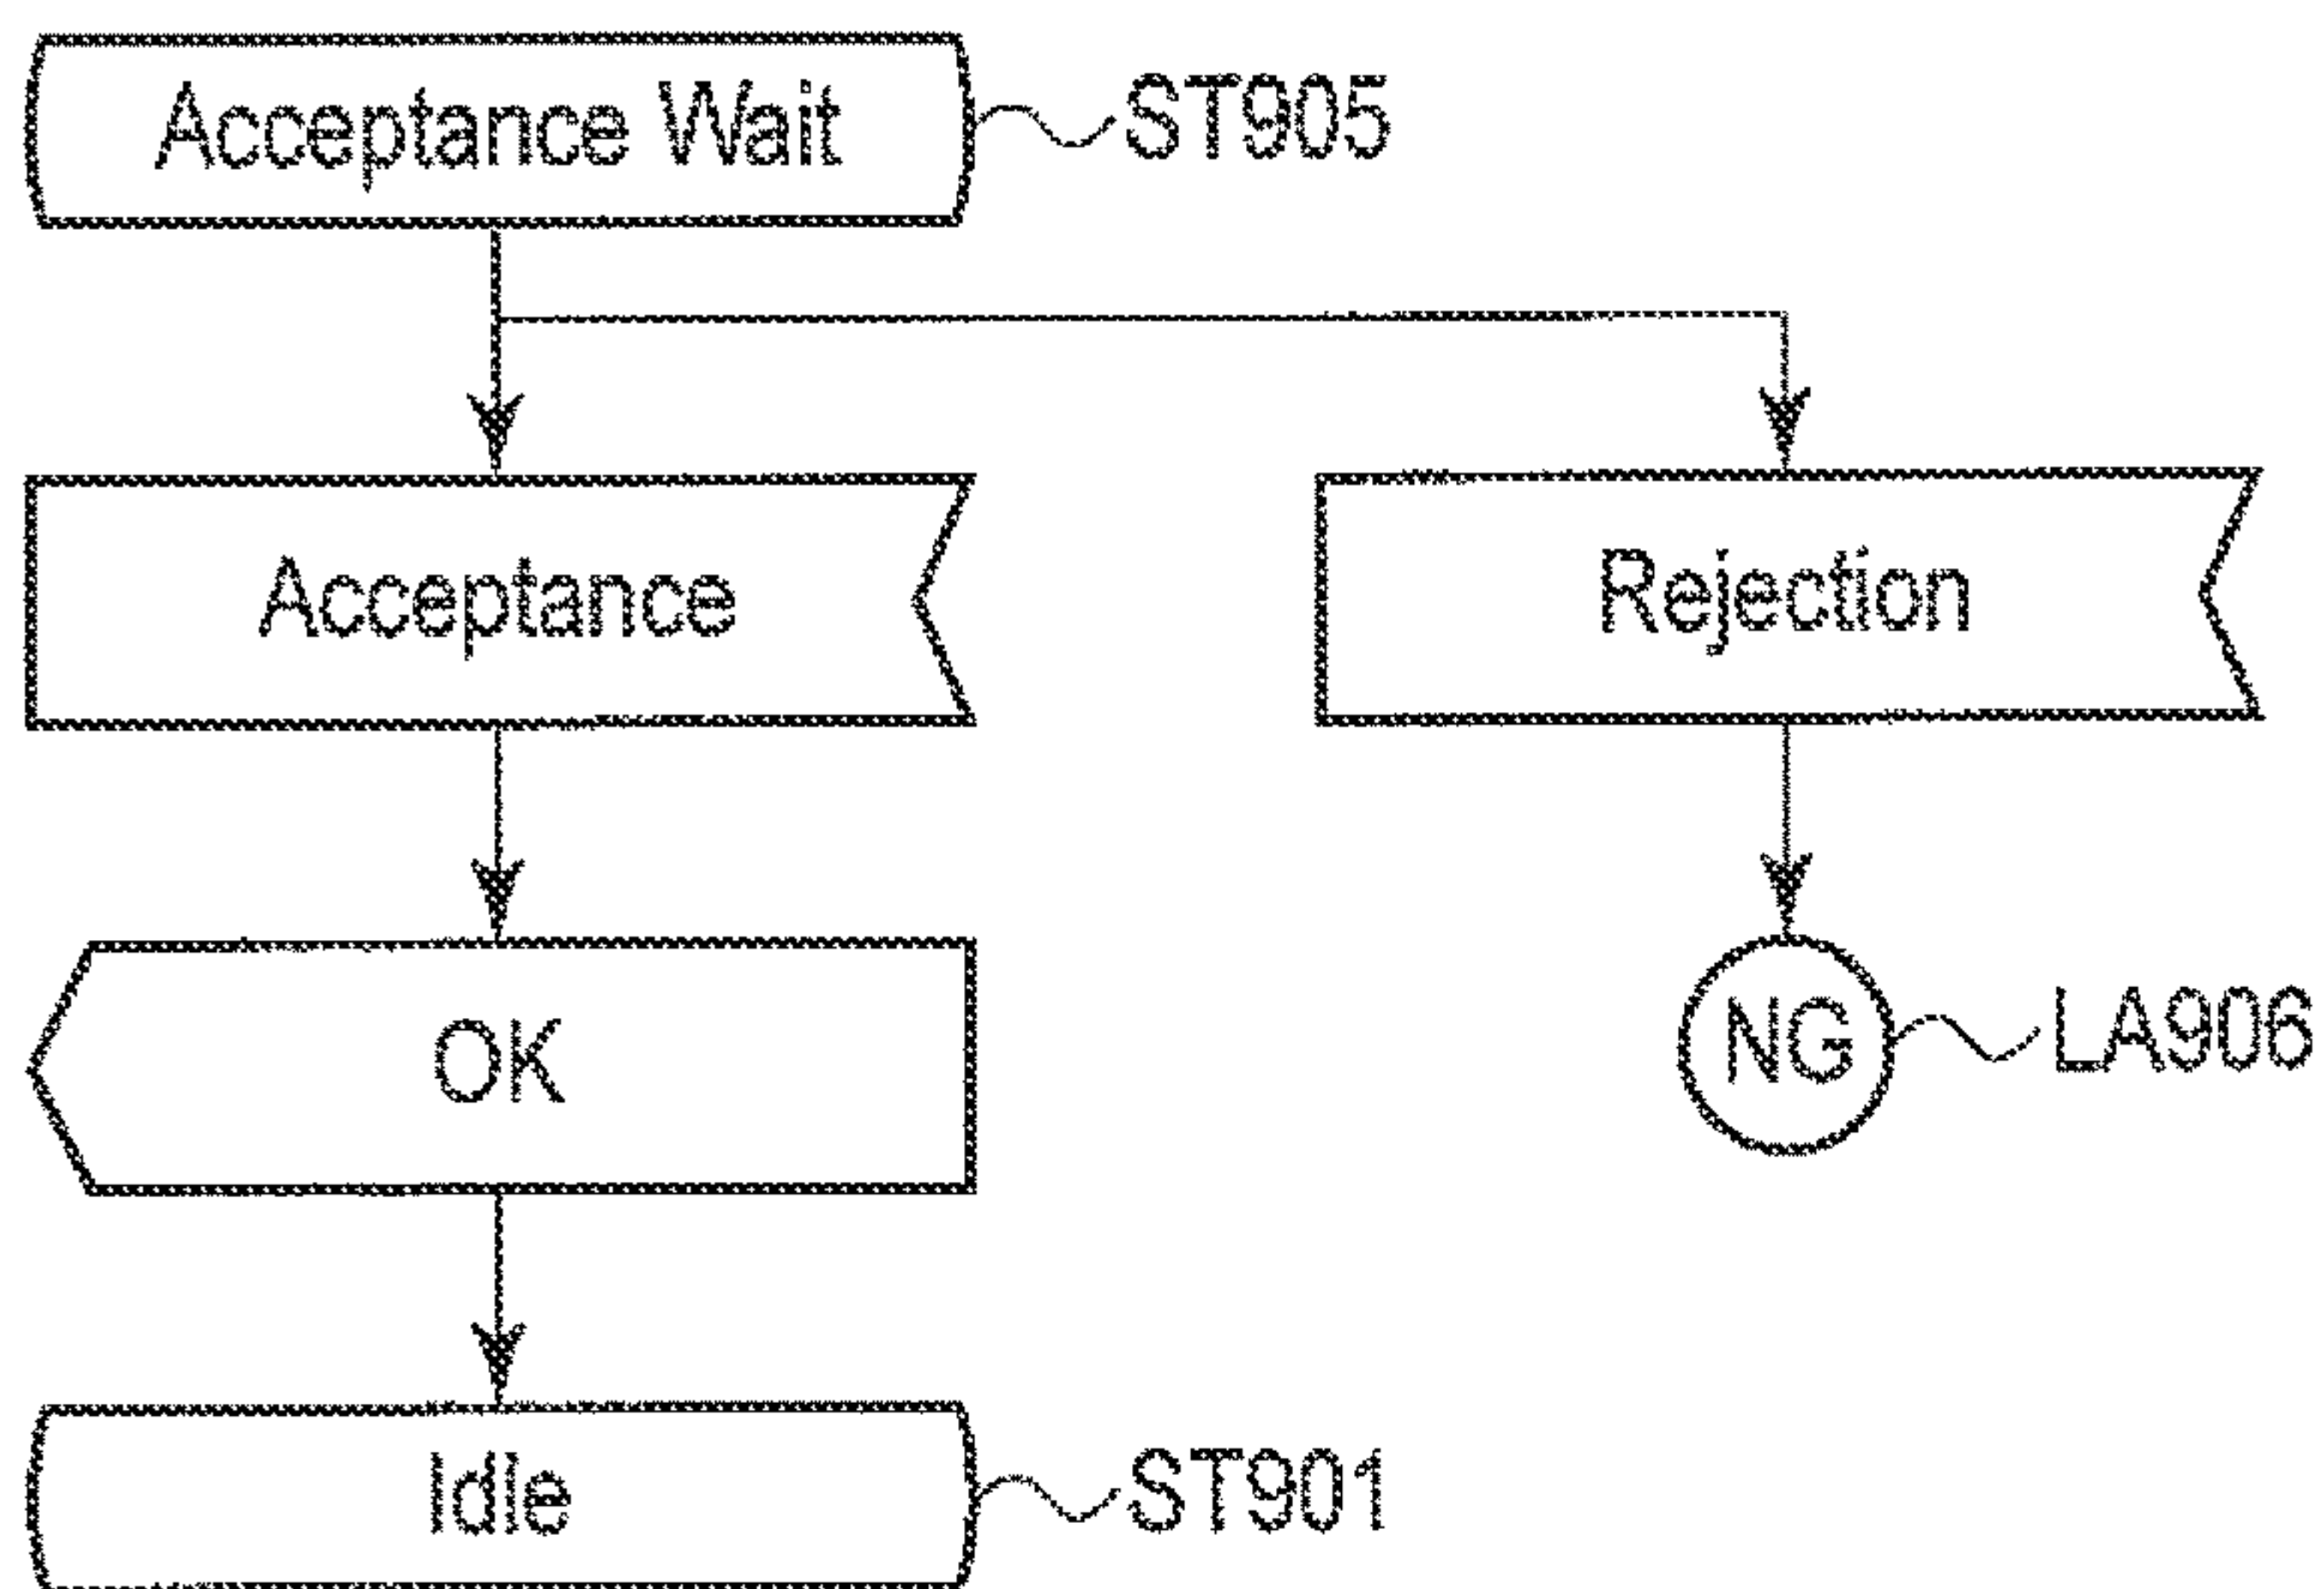 Acceptance Wait
ST905
Acceptance
Rejection
OK
NG
LA906
Idle
ST901